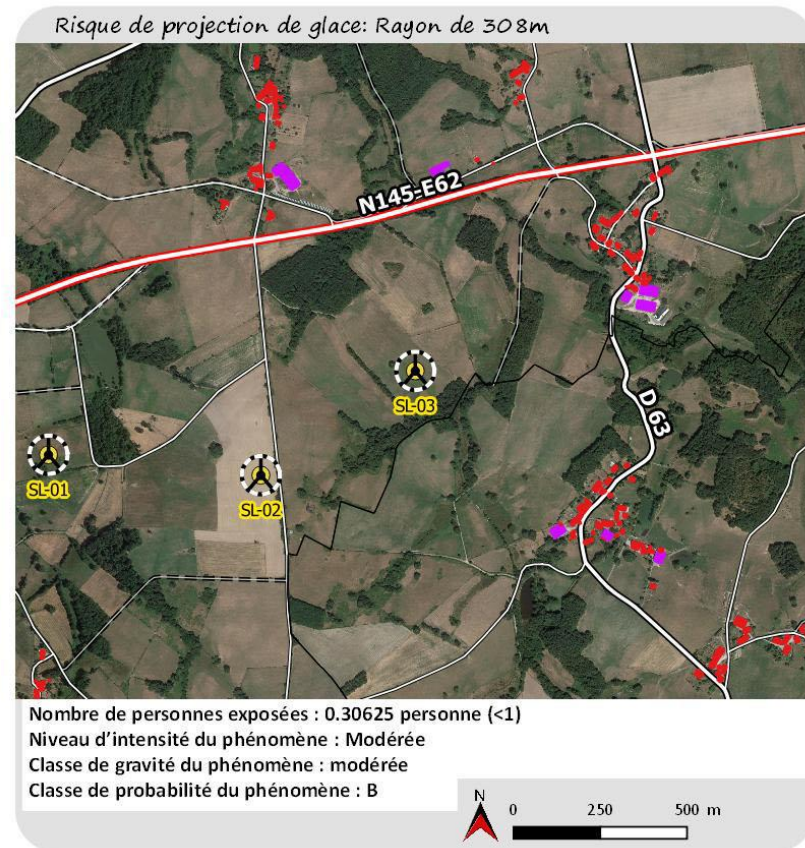 Risque de projection de glace: Rayon de 308m
N145-E62
SL-03
D 63
SL-01
SL-02
Nombre de personnes exposées : 0.30625 personne (<1)
Niveau d'intensité du phénomène : Modérée
Classe de gravité du phénomène : modérée
Classe de probabilité du phénomène : B
N
0 250 500 m